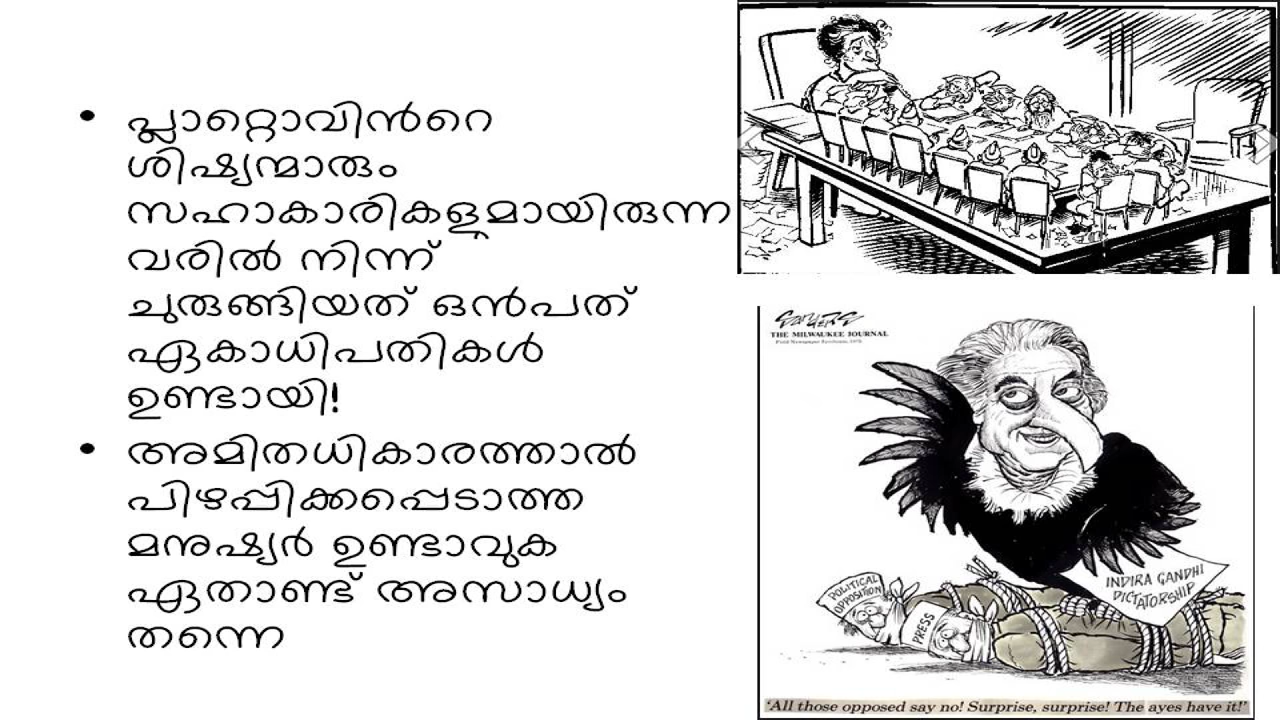 • പ്ലാറ്റൊവിൻറെ
ശിഷ്യന്മാരും
സഹാകാരികളുമായിരുന്ന
വരിൽ നിന്ന്
ചുരുങ്ങിയത് ഒൻപത്
ഏകാധിപതികൾ
ഉണ്ടായി!
• അമിതധികാരത്താൽ
പിഴപ്പിക്കപ്പെടാത്ത
മനുഷ്യർ ഉണ്ടാവുക
ഏതാണ്ട് അസാധ്യം
തന്നെ
THE MILWAUKEE JOURNAL
POLITICAL
OPPOSITION
PRESS
INDIRA GANDHI
DICTATORSHIP
'All those opposed say no! Surprise, surprise! The ayes have it!'